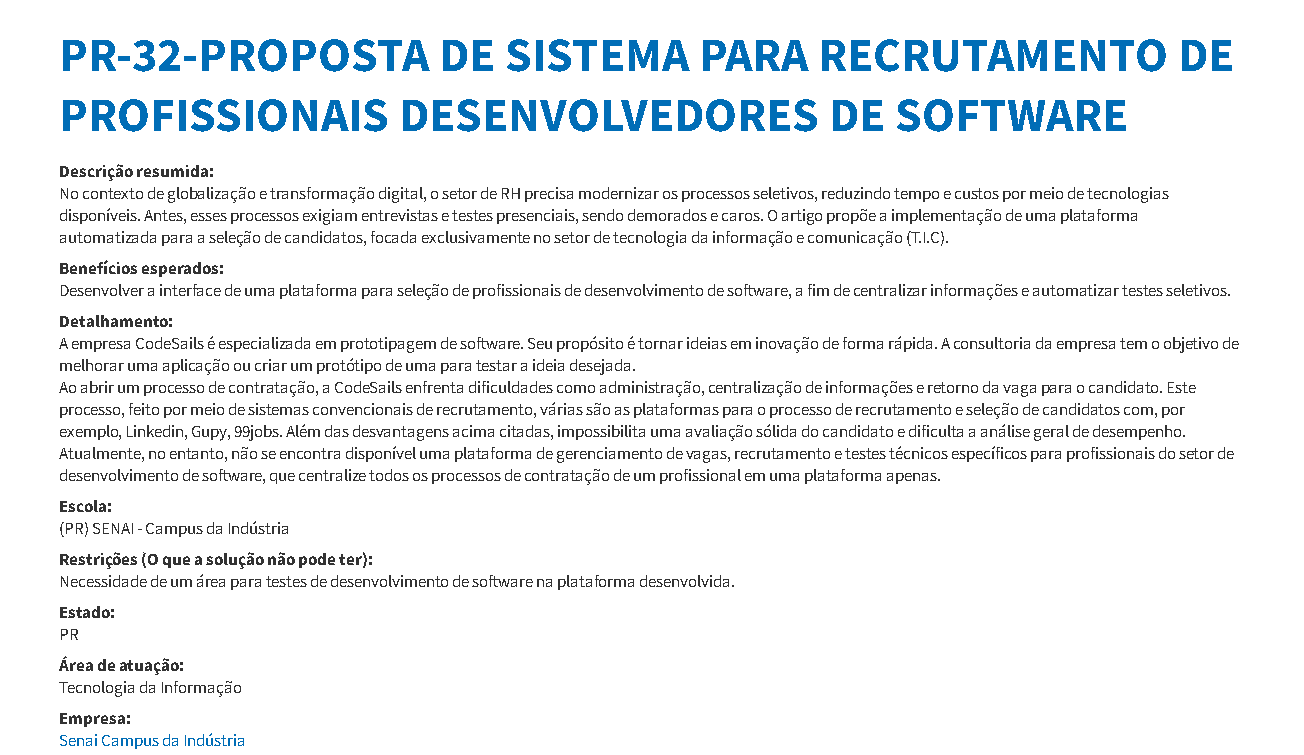 PR-32-PROPOSTA DE SISTEMA PARA RECRUTAMENTO DE
PROFISSIONAIS DESENVOLVEDORES DE SOFTWARE
Descrição resumida:
No contexto de globalização e transformação digital, o setor de RH precisa modernizar os processos seletivos, reduzindo tempo e custos por meio de tecnologias
disponíveis. Antes, esses processos exigiam entrevistas e testes presenciais, sendo demorados e caros. O artigo propõe a implementação de uma plataforma
automatizada para a seleção de candidatos, focada exclusivamente no setor de tecnologia da informação e comunicação (T.I.C).
Benefícios esperados:
Desenvolver a interface de uma plataforma para seleção de profissionais de desenvolvimento de software, a fim de centralizar informações e automatizar testes seletivos.
Detalhamento:
A empresa CodeSails é especializada em prototipagem de software. Seu propósito é tornar ideias em inovação de forma rápida. A consultoria da empresa tem o objetivo de
melhorar uma aplicação ou criar um protótipo de uma para testar a ideia desejada.
Ao abrir um processo de contratação, a CodeSails enfrenta dificuldades como administração, centralização de informações e retorno da vaga para o candidato. Este
processo, feito por meio de sistemas convencionais de recrutamento, várias são as plataformas para o processo de recrutamento e seleção de candidatos com, por
exemplo, Linkedin, Gupy, 99jobs. Além das desvantagens acima citadas, impossibilita uma avaliação sólida do candidato e dificulta a análise geral de desempenho.
Atualmente, no entanto, não se encontra disponível uma plataforma de gerenciamento de vagas, recrutamento e testes técnicos específicos para profissionais do setor de
desenvolvimento de software, que centralize todos os processos de contratação de um profissional em uma plataforma apenas.
Escola:
(PR) SENAI - Campus da Indústria
Restrições (O que a solução não pode ter):
Necessidade de um área para testes de desenvolvimento de software na plataforma desenvolvida.
Estado:
PR
Área de atuação:
Tecnologia da Informação
Empresa:
Senai Campus da Indústria